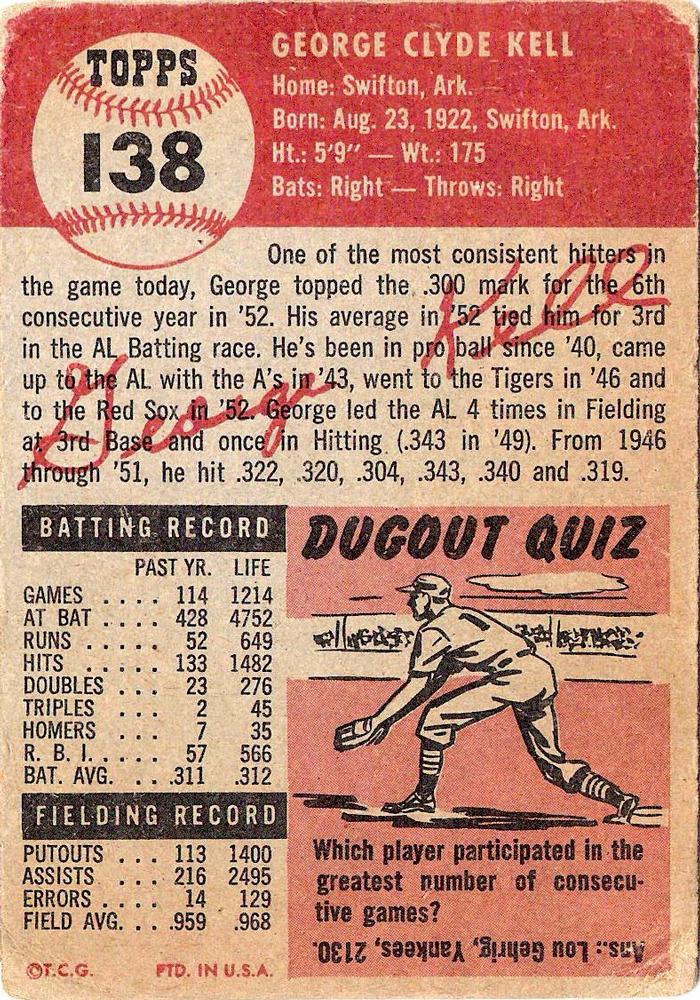 TOPPS
138
GEORGE CLYDE KELL
Home: Swifton, Ark.
Born: Aug. 23, 1922, Swifton, Ark.
Ht.: 5'9" — Wt.: 175
Bats: Right — Throws: Right
One of the most consistent hitters in
the game today, George topped the .300 mark for the 6th
consecutive year in '52. His average in '52 tied him for 3rd
in the AL Batting race. He's been in pro ball since '40, came
up to the AL with the A's in '43, went to the Tigers in '46 and
to the Red Sox in '52. George led the AL 4 times in Fielding
at 3rd Base and once in Hitting (.343 in '49). From 1946
through '51, he hit .322, .320, .304, .343, .340 and .319.
George Kell
BATTING RECORD
PAST YR. LIFE
GAMES .... 114 1214
AT BAT .... 428 4752
RUNS ..... 52 649
HITS ..... 133 1482
DOUBLES ... 23 276
TRIPLES ... 2 45
HOMERS ... 7 35
R. B. I. .... 57 566
BAT. AVG. ... .311 .312
FIELDING RECORD
PUTOUTS ... 113 1400
ASSISTS ... 216 2495
ERRORS .... 14 129
FIELD AVG. .. .959 .968
©T.C.G. PTD. IN U.S.A.
DUGOUT QUIZ
Which player participated in the
greatest number of consecu-
tive games?
Ans.: Lou Gehrig, Yankees, 2130.